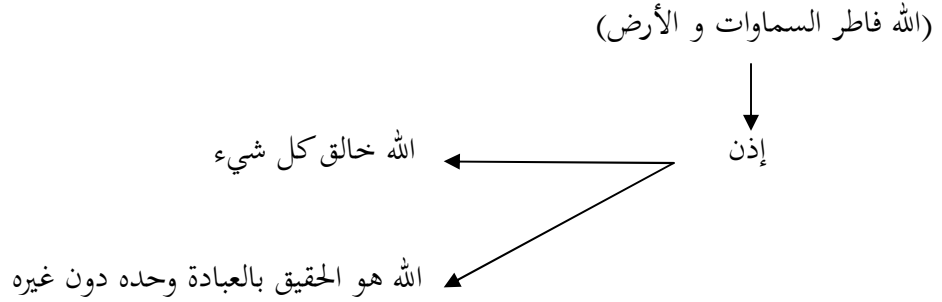 (الله فاطر السماوات و الأرض)
إذن
الله خالق كل شيء
الله هو الحقيق بالعبادة وحده دون غيره